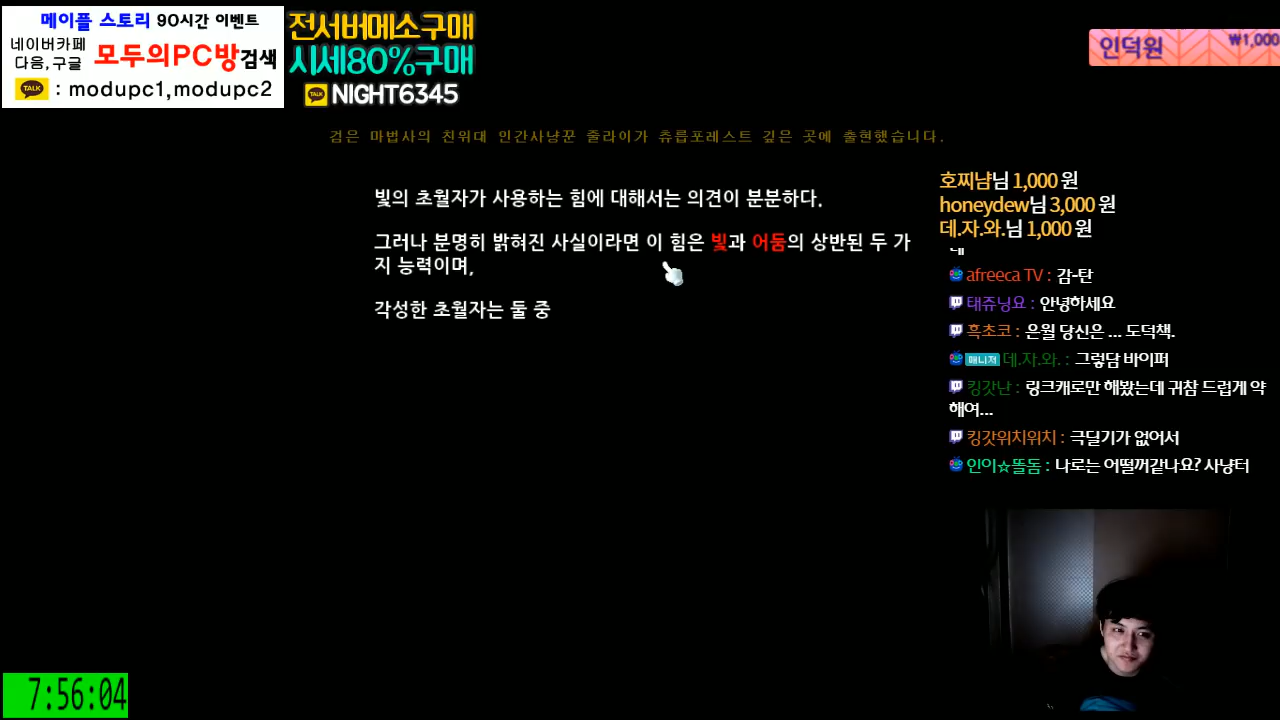 메이플 스토리 90시간 이벤트
네이버카페
다음,구글 모두의PC방검색
TALK : modupc1,modupc2
전서버메소구매
시세80%구매
TALK NIGHT6345
인덕원 ₩1,000
검은 마법사의 친위대 인간사냥꾼 줄라이가 츄릅포레스트 깊은 곳에 출현했습니다.
빛의 초월자가 사용하는 힘에 대해서는 의견이 분분하다.
그러나 분명히 밝혀진 사실이라면 이 힘은 빛과 어둠의 상반된 두 가
지 능력이며,
각성한 초월자는 둘 중
호찌냠님 1,000 원
honeydew님 3,000 원
데.자.와.님 1,000 원
afreeca TV : 감-탄
태쥬닝요 : 안녕하세요
흑초코 : 은월 당신은 ... 도덕책.
매니저 데.자.와. : 그렇담 바이퍼
킹갓난 : 링크캐로만 해봤는데 귀참 드럽게 약
해여...
킹갓위치위치 : 극딜기가 없어서
인이☆똘돔 : 나로는 어떨꺼같나요? 사냥터
7:56:04